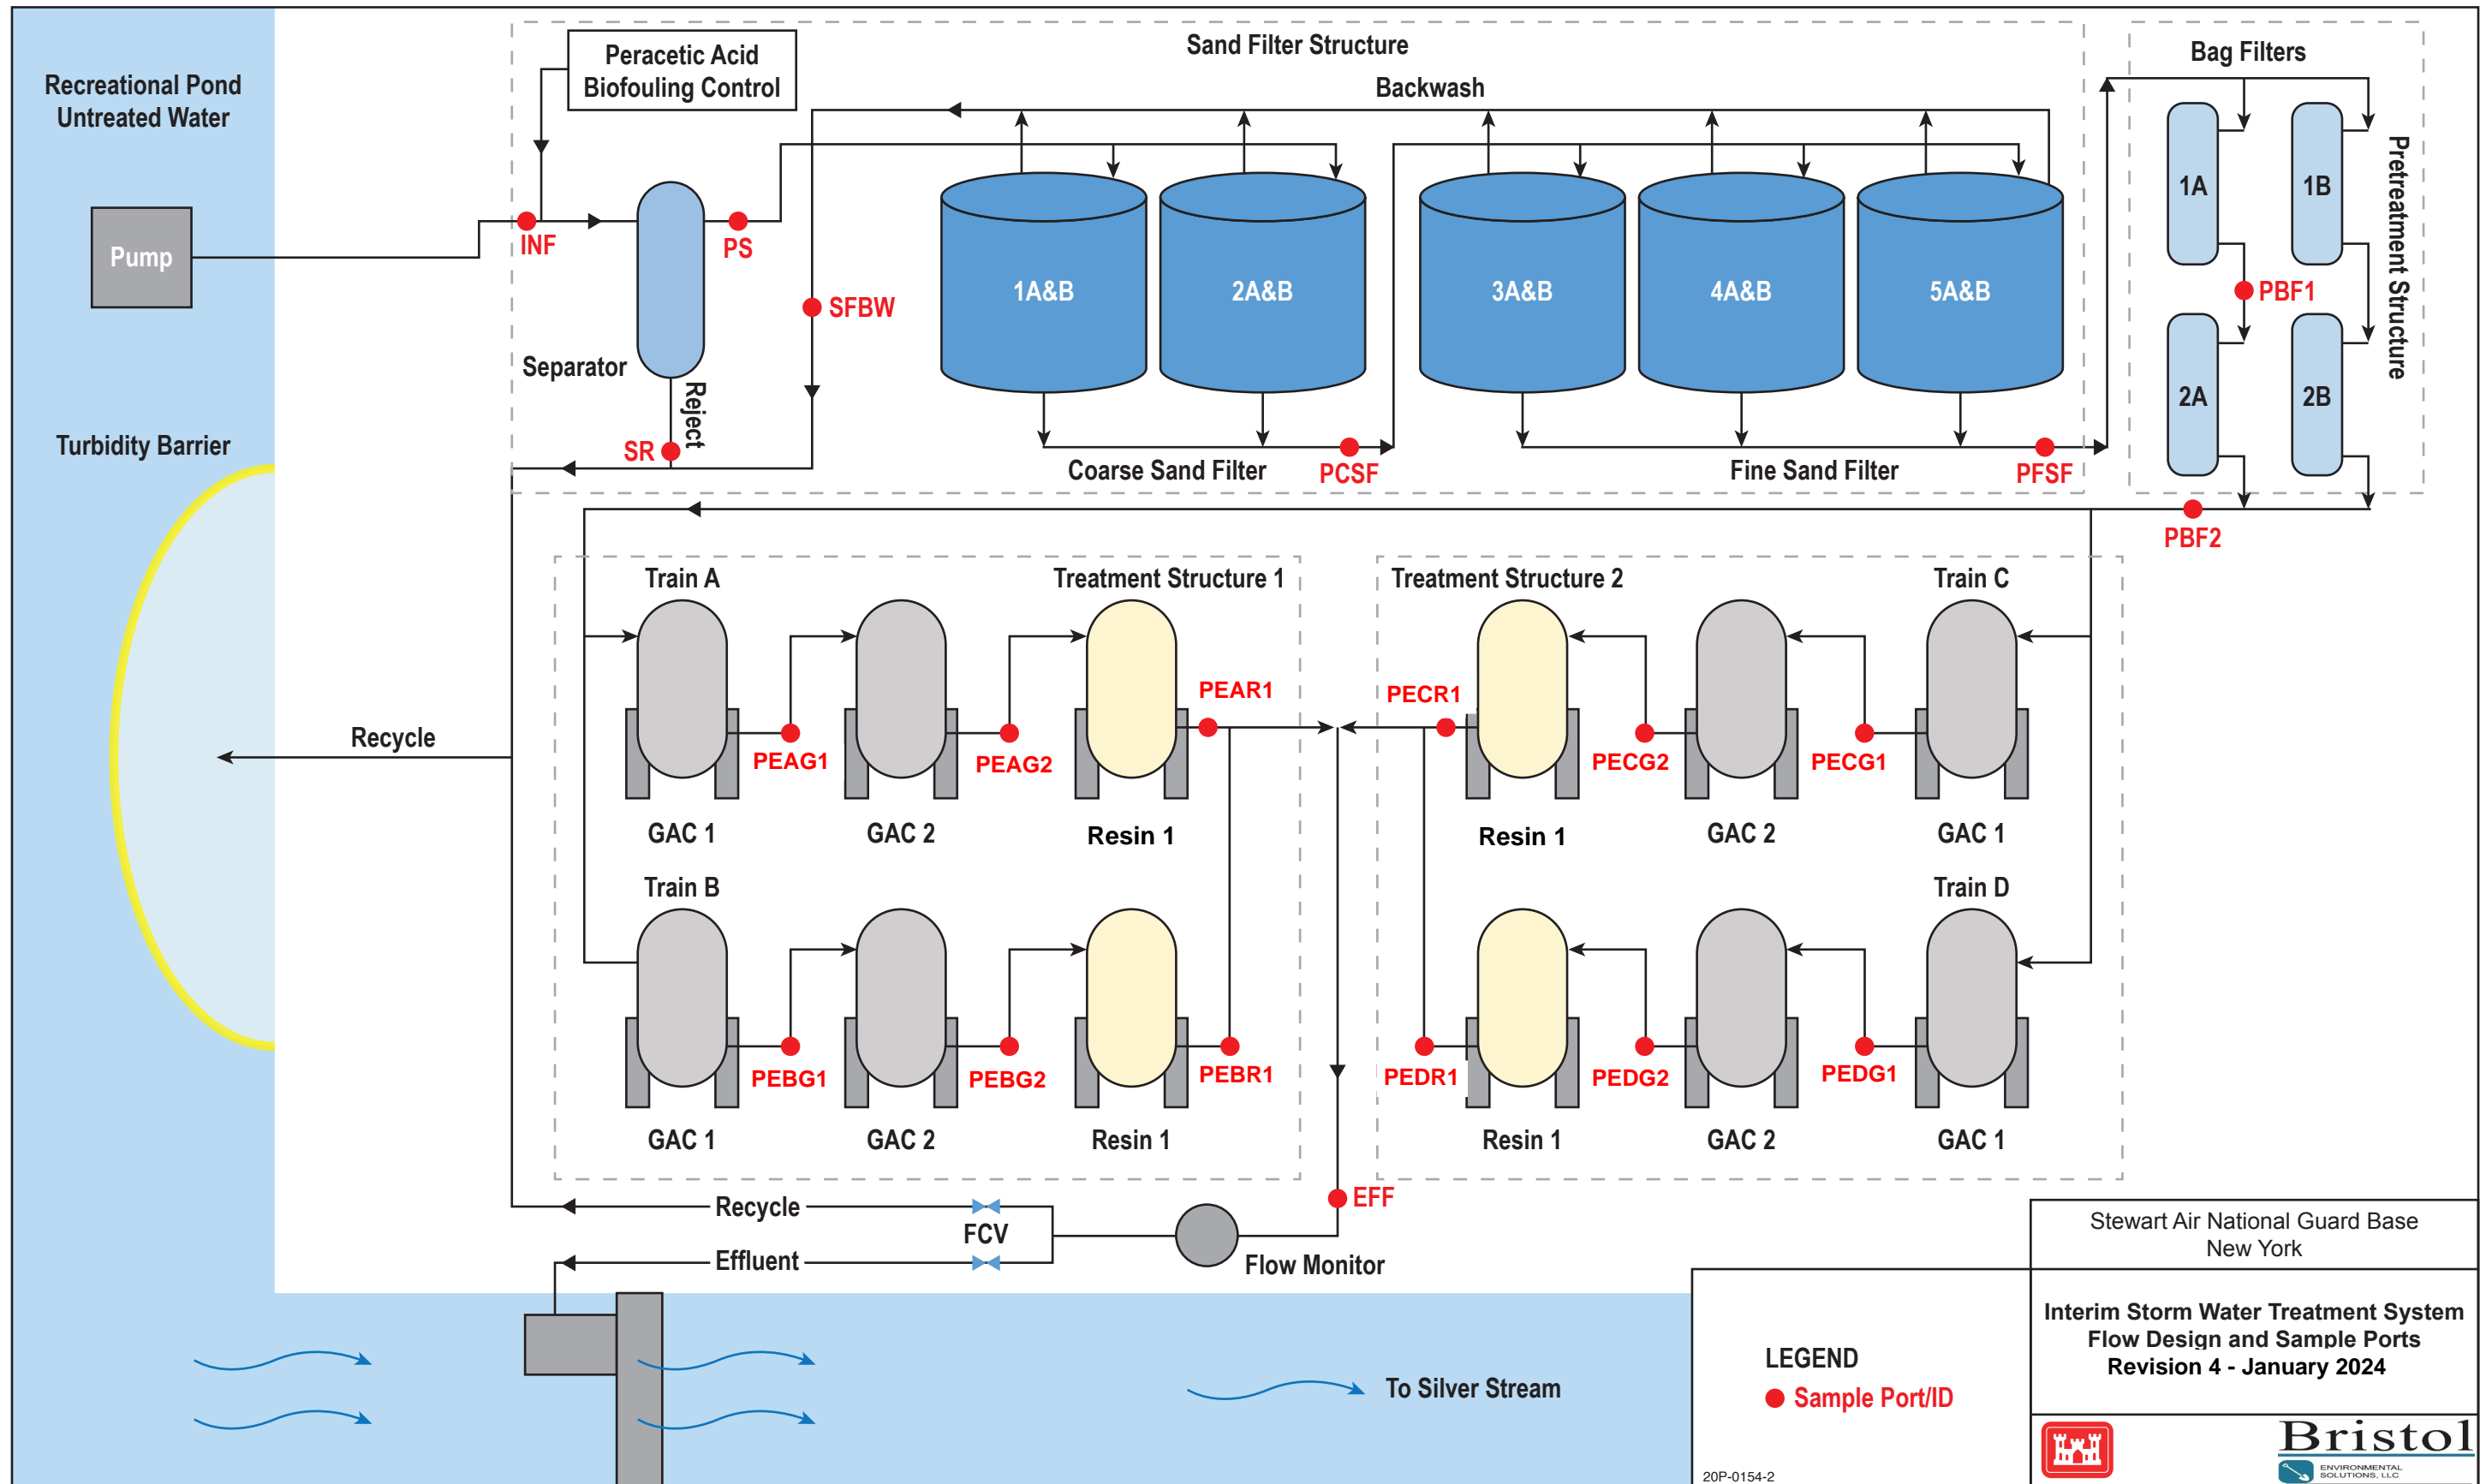 Recreational Pond
Untreated Water
Pump
Turbidity Barrier
Recycle
Peracetic Acid
Biofouling Control
Sand Filter Structure
Backwash
INF
PS
SFBW
Separator
Reject
SR
1A&B
2A&B
3A&B
4A&B
5A&B
Coarse Sand Filter
PCSF
Fine Sand Filter
PFSF
Bag Filters
1A
1B
PBF1
2A
2B
Pretreatment Structure
PBF2
Train A
Treatment Structure 1
PEAG1
PEAG2
PEAR1
GAC 1
GAC 2
Resin 1
Train B
PEBG1
PEBG2
PEBR1
GAC 1
GAC 2
Resin 1
Treatment Structure 2
Train C
PECR1
PECG2
PECG1
Resin 1
GAC 2
GAC 1
Train D
PEDR1
PEDG2
PEDG1
Resin 1
GAC 2
GAC 1
EFF
Recycle
FCV
Effluent
Flow Monitor
To Silver Stream
LEGEND
Sample Port/ID
20P-0154-2
Stewart Air National Guard Base
New York
Interim Storm Water Treatment System
Flow Design and Sample Ports
Revision 4 - January 2024
Bristol
ENVIRONMENTAL
SOLUTIONS, LLC